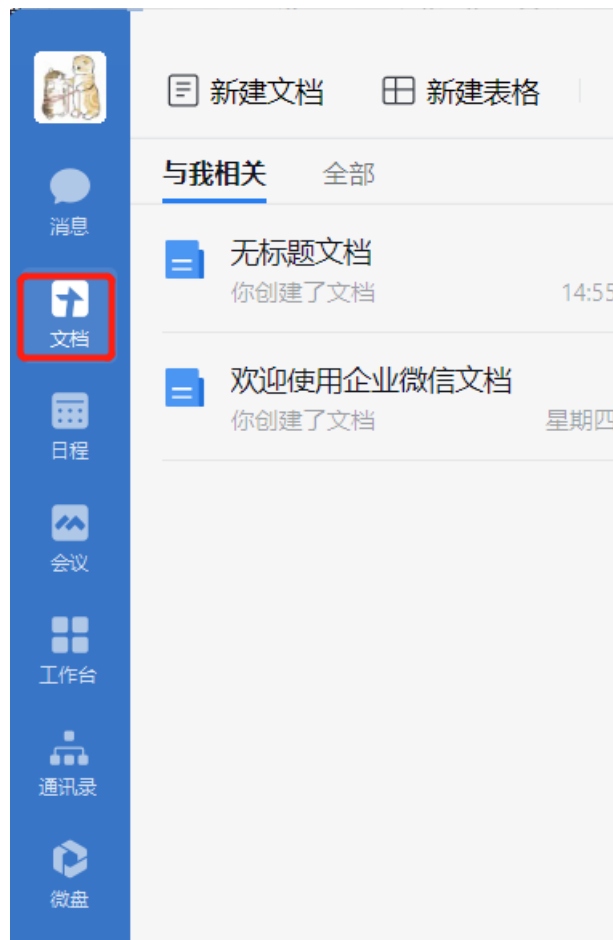 新建文档 新建表格
与我相关 全部
无标题文档
你创建了文档 14:55
欢迎使用企业微信文档
你创建了文档 星期四
消息
文档
日程
会议
工作台
通讯录
微盘